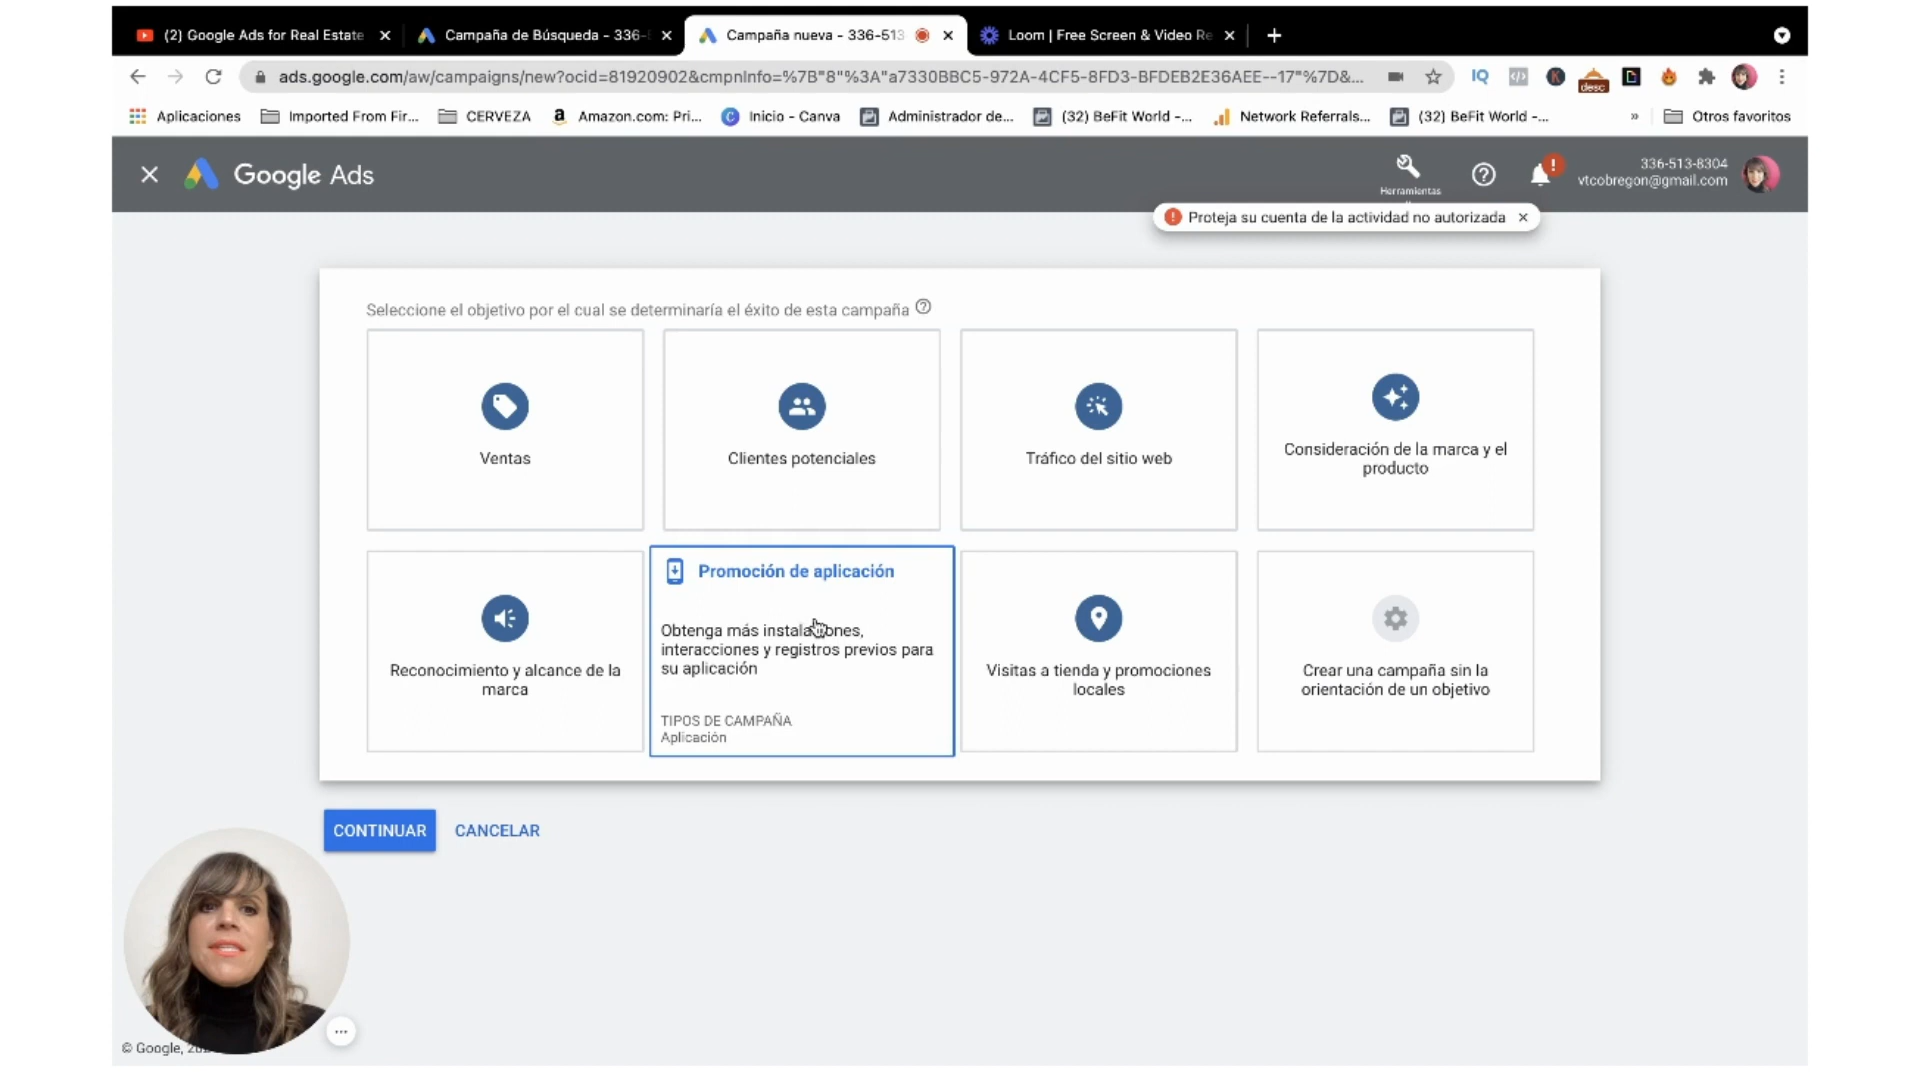 (2) Google Ads for Real Estate
Campaña de Búsqueda - 336-
Campaña nueva - 336-513
Loom | Free Screen & Video Re
ads.google.com/aw/campaigns/new?ocid=81920902&cmpnInfo=%7B"8"%3A"a7330BBC5-972A-4CF5-8FD3-BFDEB2E36AEE--17"%7D&...
IQ
desc
Aplicaciones
Imported From Fir...
CERVEZA
Amazon.com: Pri...
Inicio - Canva
Administrador de...
(32) BeFit World -...
Network Referrals...
(32) BeFit World -...
»
Otros favoritos
Google Ads
Herramientas
336-513-8304
vtcobregon@gmail.com
Proteja su cuenta de la actividad no autorizada
Seleccione el objetivo por el cual se determinaría el éxito de esta campaña
Ventas
Clientes potenciales
Tráfico del sitio web
Consideración de la marca y el
producto
Reconocimiento y alcance de la
marca
Promoción de aplicación
Obtenga más instalaciones,
interacciones y registros previos para
su aplicación
TIPOS DE CAMPAÑA
Aplicación
Visitas a tienda y promociones
locales
Crear una campaña sin la
orientación de un objetivo
CONTINUAR
CANCELAR
© Google,